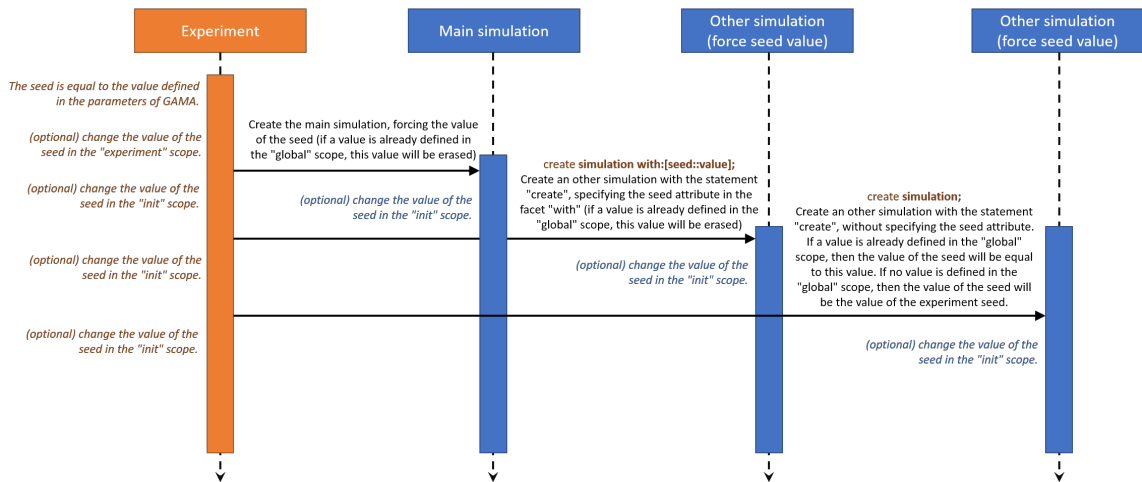 Experiment
Main simulation
Other simulation
(force seed value)
Other simulation
(force seed value)
The seed is equal to the value defined
in the parameters of GAMA.
(optional) change the value of the
seed in the "experiment" scope.
(optional) change the value of the
seed in the "init" scope.
(optional) change the value of the
seed in the "init" scope.
(optional) change the value of the
seed in the "init" scope.
Create the main simulation, forcing the value
of the seed (if a value is already defined in
the "global" scope, this value will be erased)
(optional) change the value of the
seed in the "init" scope.
create simulation with:[seed::value];
Create an other simulation with the statement
"create", specifying the seed attribute in the
facet "with" (if a value is already defined in the
"global" scope, this value will be erased)
(optional) change the value of the
seed in the "init" scope.
create simulation;
Create an other simulation with the statement
"create", without specifying the seed attribute.
If a value is already defined in the "global"
scope, then the value of the seed will be equal
to this value. If no value is defined in the
"global" scope, then the value of the seed will
be the value of the experiment seed.
(optional) change the value of the
seed in the "init" scope.